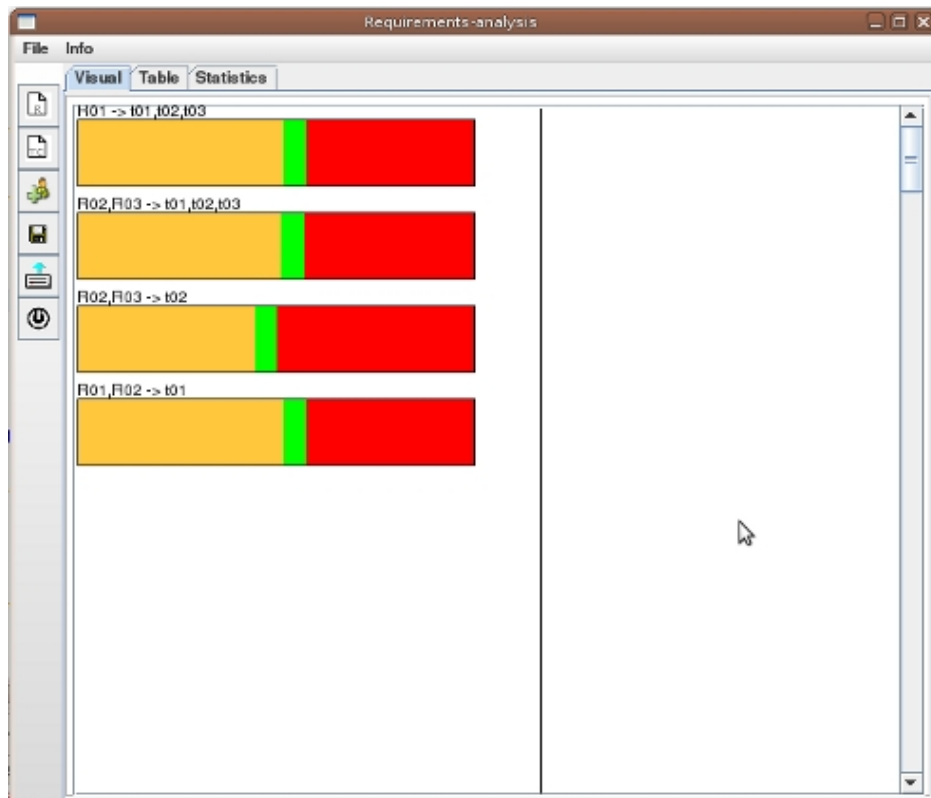 Requirements-analysis
File Info
Visual Table Statistics
R01 -> t01,t02,t03
R02,R03 -> t01,t02,t03
R02,R03 -> t02
R01,R02 -> t01